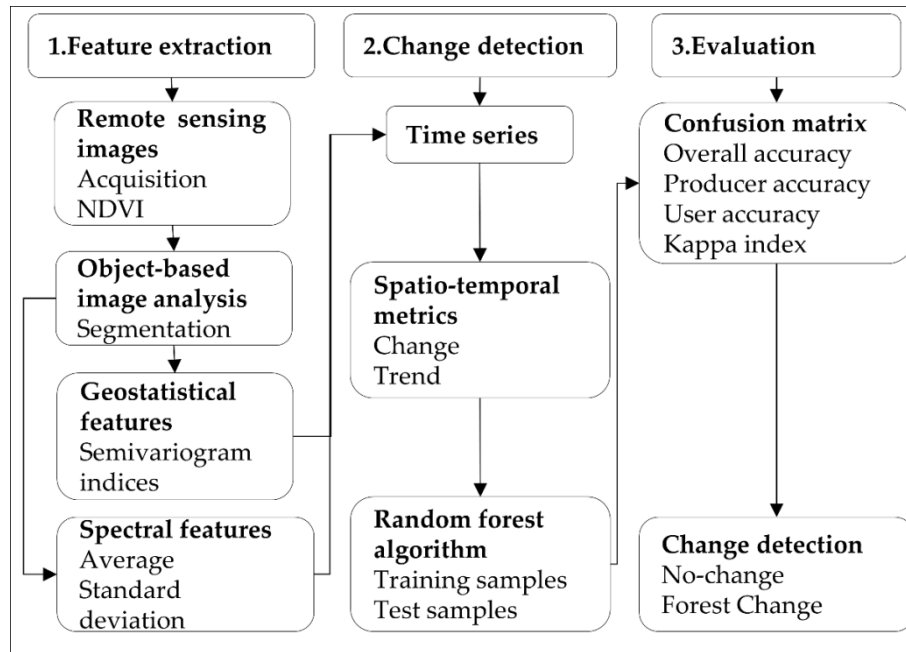 1.Feature extraction
Remote sensing
images
Acquisition
NDVI
Object-based
image analysis
Segmentation
Geostatistical
features
Semivariogram
indices
Spectral features
Average
Standard
deviation
2.Change detection
Time series
Spatio-temporal
metrics
Change
Trend
Random forest
algorithm
Training samples
Test samples
3.Evaluation
Confusion matrix
Overall accuracy
Producer accuracy
User accuracy
Kappa index
Change detection
No-change
Forest Change